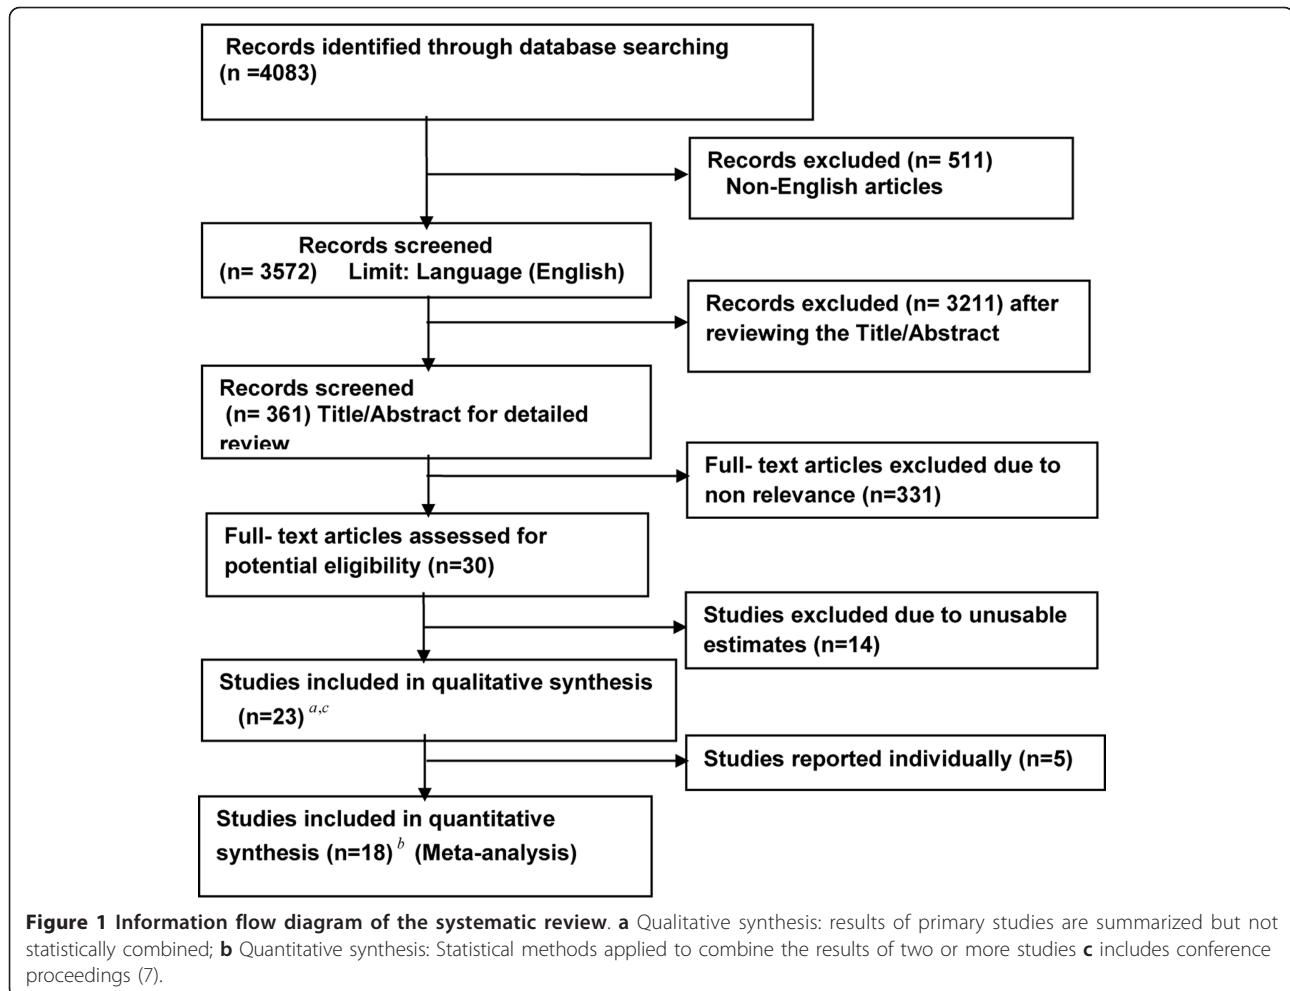 Records identified through database searching
(n =4083)
Records excluded (n= 511)
Non-English articles
Records screened
(n= 3572) Limit: Language (English)
Records excluded (n= 3211) after
reviewing the Title/Abstract
Records screened
(n= 361) Title/Abstract for detailed
review
Full- text articles excluded due to
non relevance (n=331)
Full- text articles assessed for
potential eligibility (n=30)
Studies excluded due to unusable
estimates (n=14)
Studies included in qualitative synthesis
(n=23) a,c
Studies reported individually (n=5)
Studies included in quantitative
synthesis (n=18) b (Meta-analysis)
Figure 1 Information flow diagram of the systematic review. a Qualitative synthesis: results of primary studies are summarized but not
statistically combined; b Quantitative synthesis: Statistical methods applied to combine the results of two or more studies c includes conference
proceedings (7).